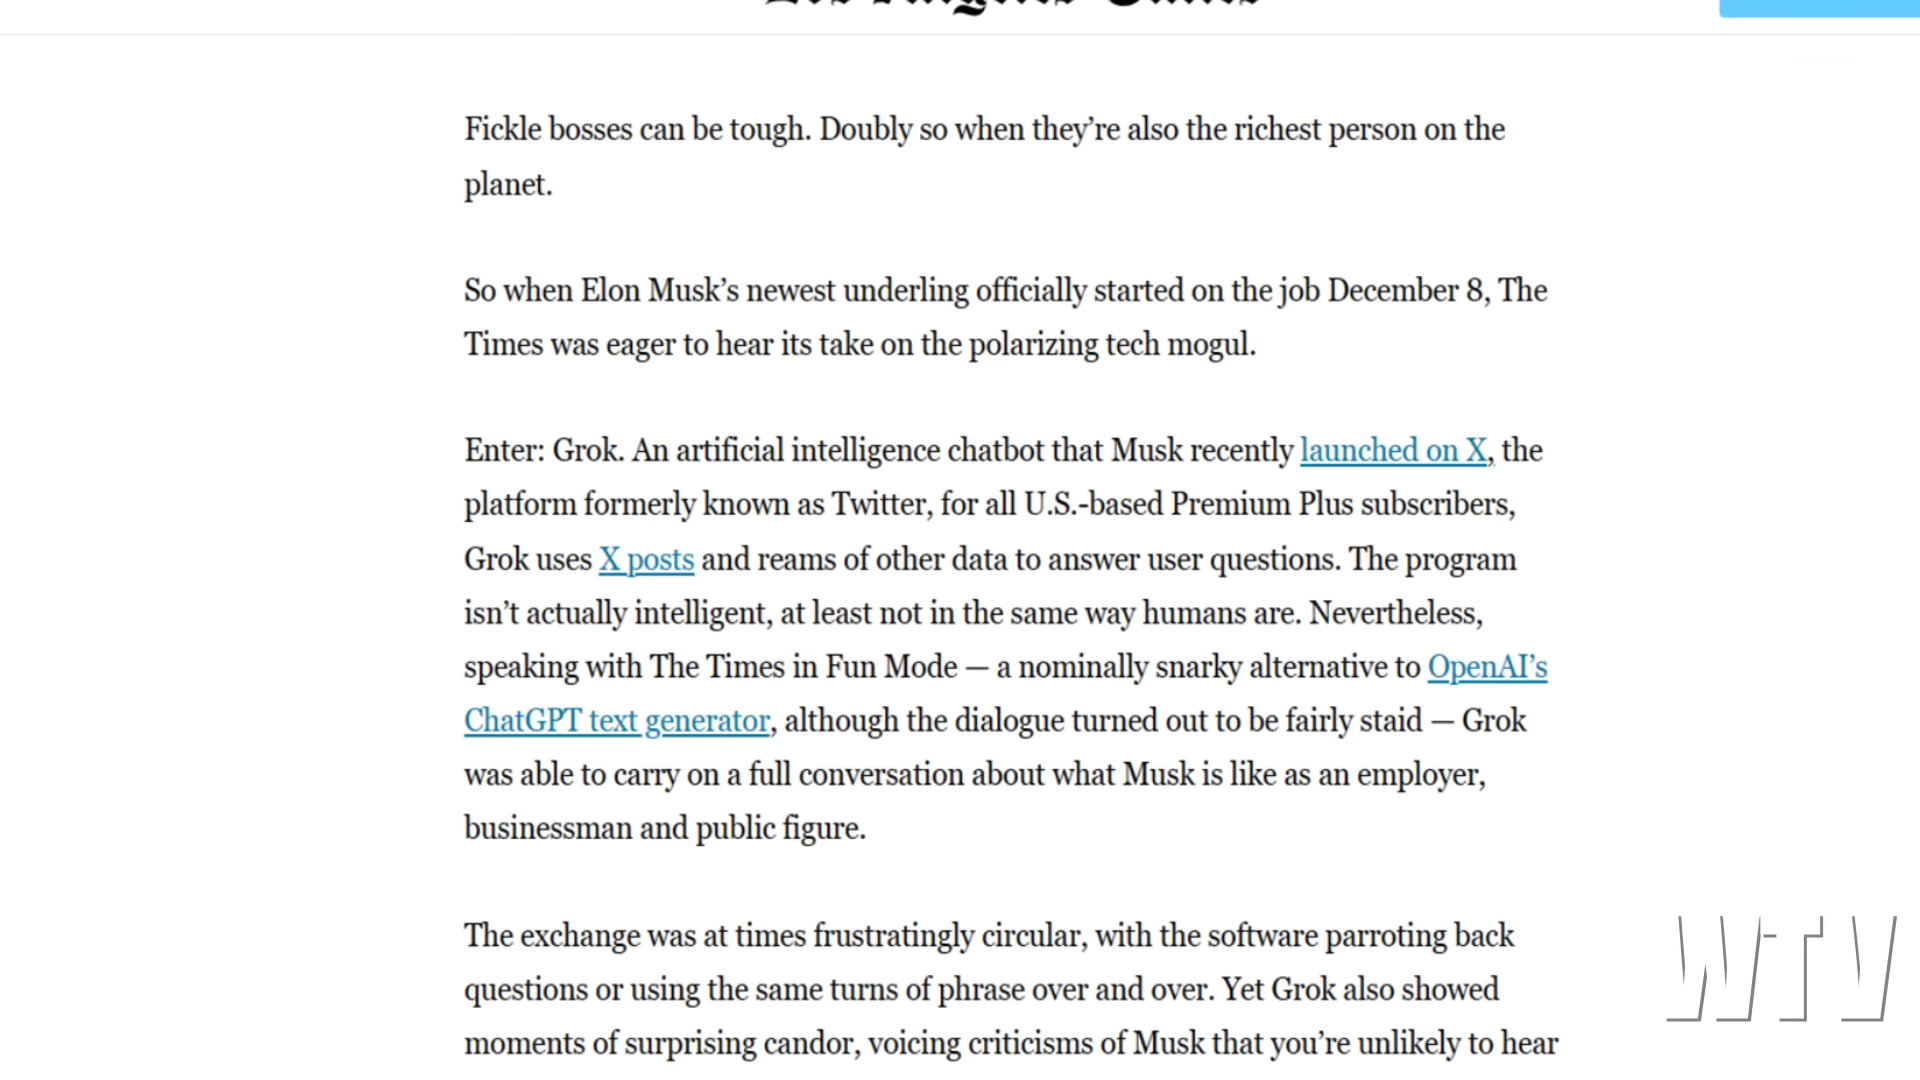 Los Angeles Times
Fickle bosses can be tough. Doubly so when they’re also the richest person on the
planet.
So when Elon Musk’s newest underling officially started on the job December 8, The
Times was eager to hear its take on the polarizing tech mogul.
Enter: Grok. An artificial intelligence chatbot that Musk recently launched on X, the
platform formerly known as Twitter, for all U.S.-based Premium Plus subscribers,
Grok uses X posts and reams of other data to answer user questions. The program
isn’t actually intelligent, at least not in the same way humans are. Nevertheless,
speaking with The Times in Fun Mode — a nominally snarky alternative to OpenAI’s
ChatGPT text generator, although the dialogue turned out to be fairly staid — Grok
was able to carry on a full conversation about what Musk is like as an employer,
businessman and public figure.
The exchange was at times frustratingly circular, with the software parroting back
questions or using the same turns of phrase over and over. Yet Grok also showed
moments of surprising candor, voicing criticisms of Musk that you’re unlikely to hear
WTV